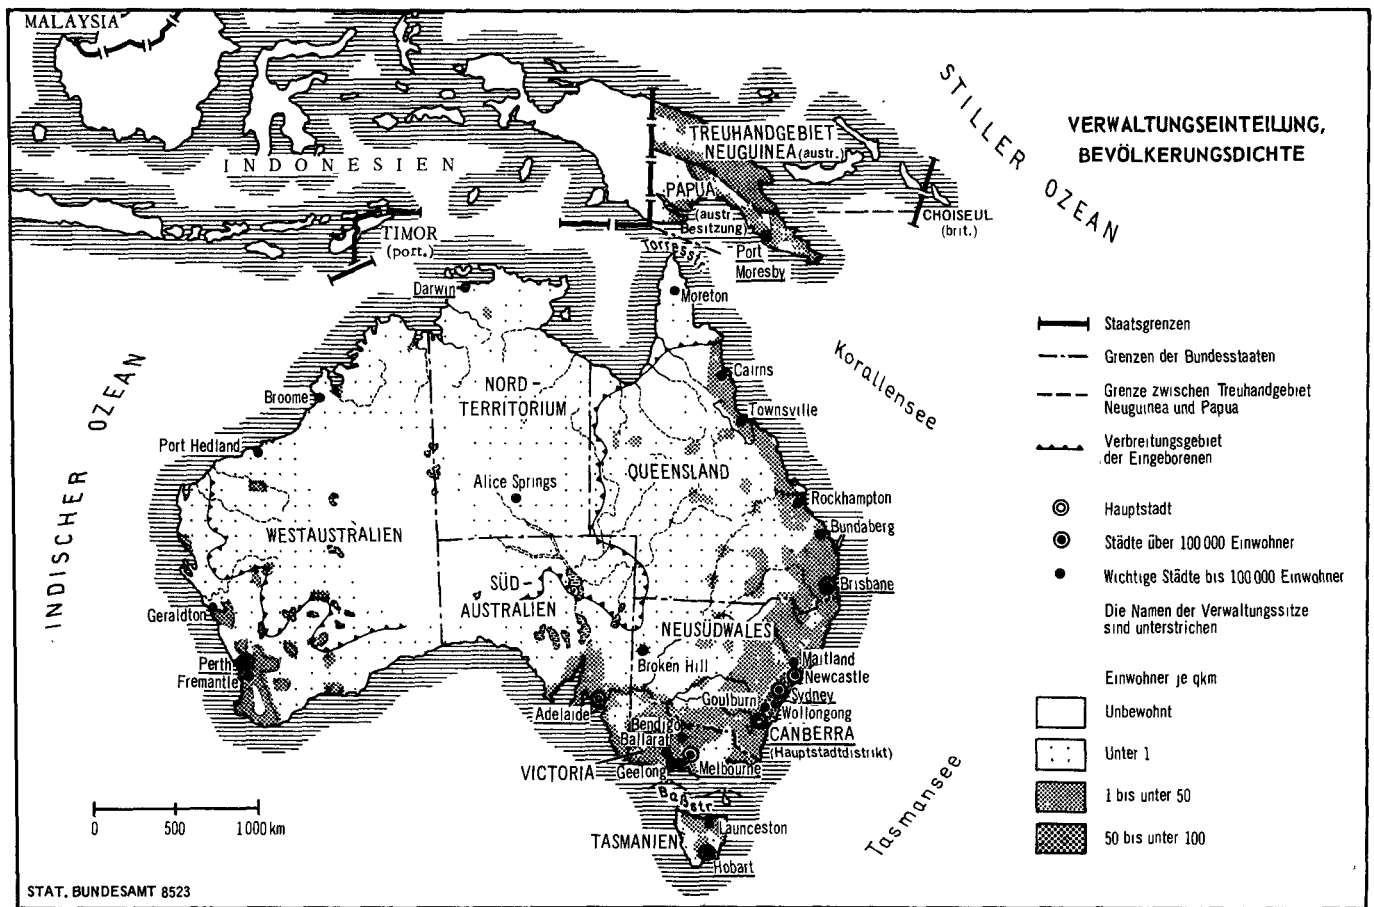 MALAYSIA
INDONESIEN
TIMOR
(port.)
TREUHANDGEBIET
NEUGUINEA (austr.)
PAPUA
(austr.
Besitzung)
Port
Moresby
CHOISEUL
(brit.)
STILLER OZEAN
VERWALTUNGSEINTEILUNG,
BEVÖLKERUNGSDICHTE
Torresstr.
Darwin
Moreton
INDISCHER OZEAN
Korallensee
Cairns
Townsville
Broome
Port Hedland
NORD-
TERRITORIUM
QUEENSLAND
Alice Springs
Rockhampton
Bundaberg
WESTAUSTRALIEN
SÜD-
AUSTRALIEN
Brisbane
Geraldton
NEUSÜDWALES
Perth
Fremantle
Broken Hill
Maitland
Newcastle
Sydney
Goulburn
Wollongong
Adelaide
Bendigo
Ballarat
CANBERRA
(Hauptstadtdistrikt)
VICTORIA
Geelong
Melbourne
Baßstr.
TASMANIEN
Launceston
Hobart
Tasmansee
Staatsgrenzen
Grenzen der Bundesstaaten
Grenze zwischen Treuhandgebiet
Neuguinea und Papua
Verbreitungsgebiet
der Eingeborenen
Hauptstadt
Städte über 100 000 Einwohner
Wichtige Städte bis 100 000 Einwohner
Die Namen der Verwaltungssitze
sind unterstrichen
Einwohner je qkm
Unbewohnt
Unter 1
1 bis unter 50
50 bis unter 100
0 500 1000 km
STAT. BUNDESAMT 8523